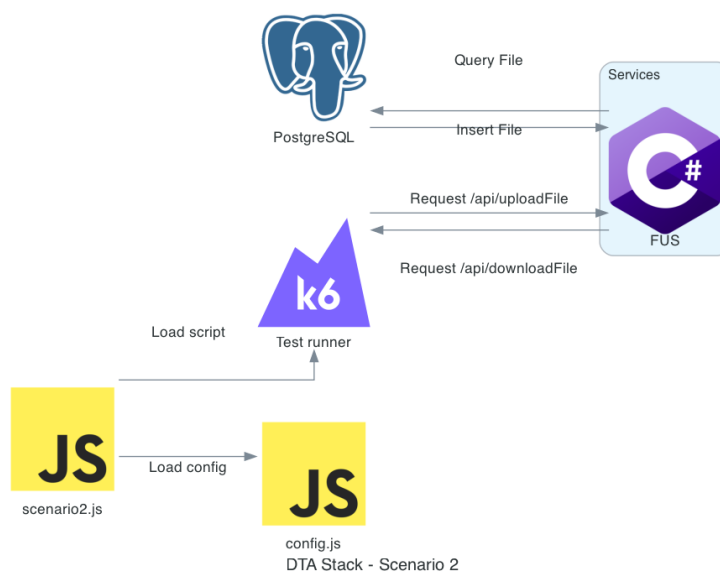 Query File
Services
PostgreSQL
Insert File
C#
Request /api/uploadFile
FUS
Request /api/downloadFile
k6
Load script
Test runner
JS
JS
Load config
scenario2.js
config.js
DTA Stack - Scenario 2